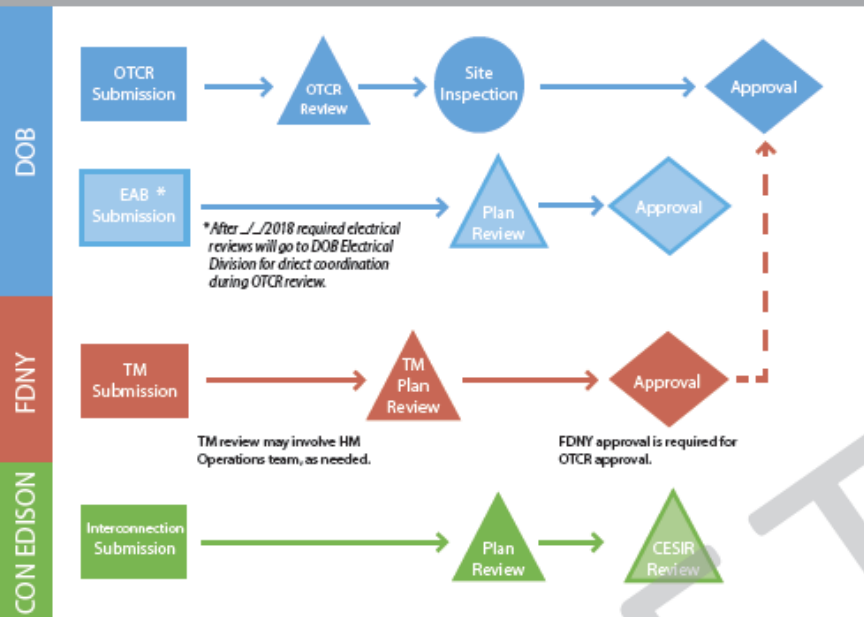 DOB
OTCR
Submission
OTCR
Review
Site
Inspection
Approval
EAB *
Submission
Plan
Review
Approval
*After _/_/2018 required electrical
reviews will go to DOB Electrical
Division for driect coordination
during OTCR review.
FDNY
TM
Submission
TM
Plan
Review
Approval
TM review may involve HM
Operations team, as needed.
FDNY approval is required for
OTCR approval.
CON EDISON
Interconnection
Submission
Plan
Review
CESIR
Review